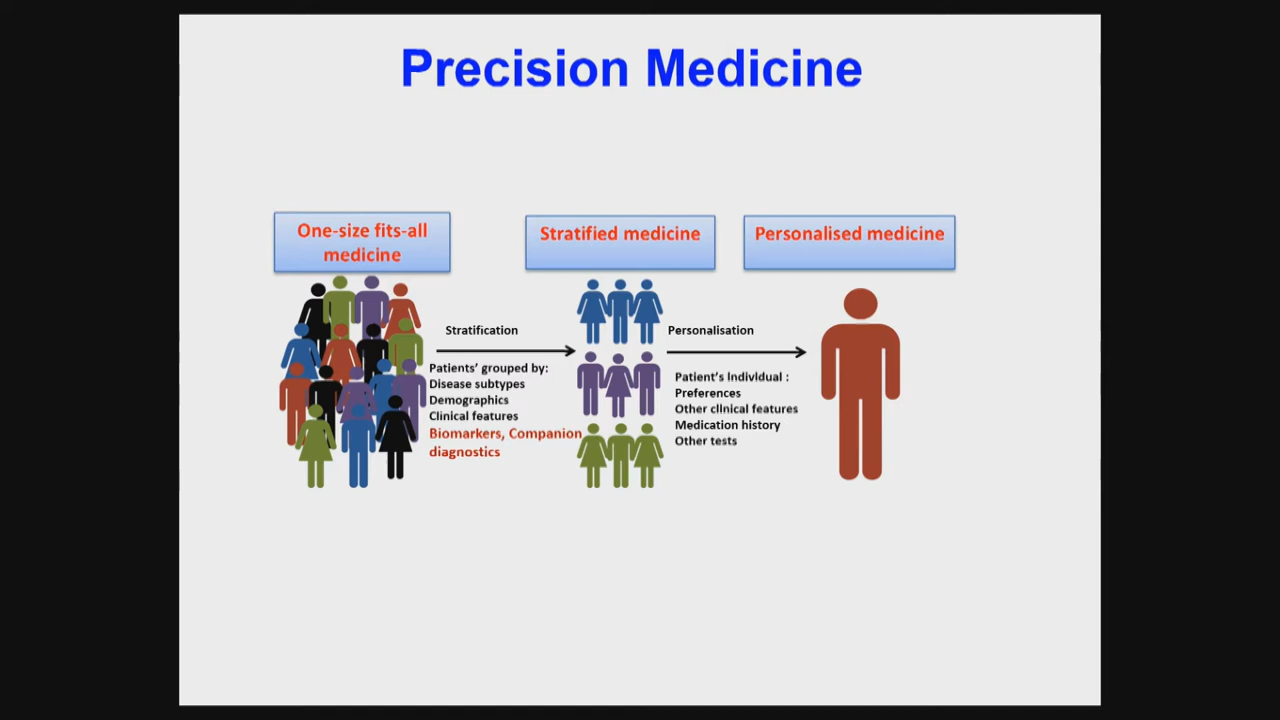 Precision Medicine
One-size fits-all
medicine
Stratified medicine
Personalised medicine
Stratification
Patients' grouped by:
Disease subtypes
Demographics
Clinical features
Biomarkers, Companion
diagnostics
Personalisation
Patient's individual :
Preferences
Other clinical features
Medication history
Other tests